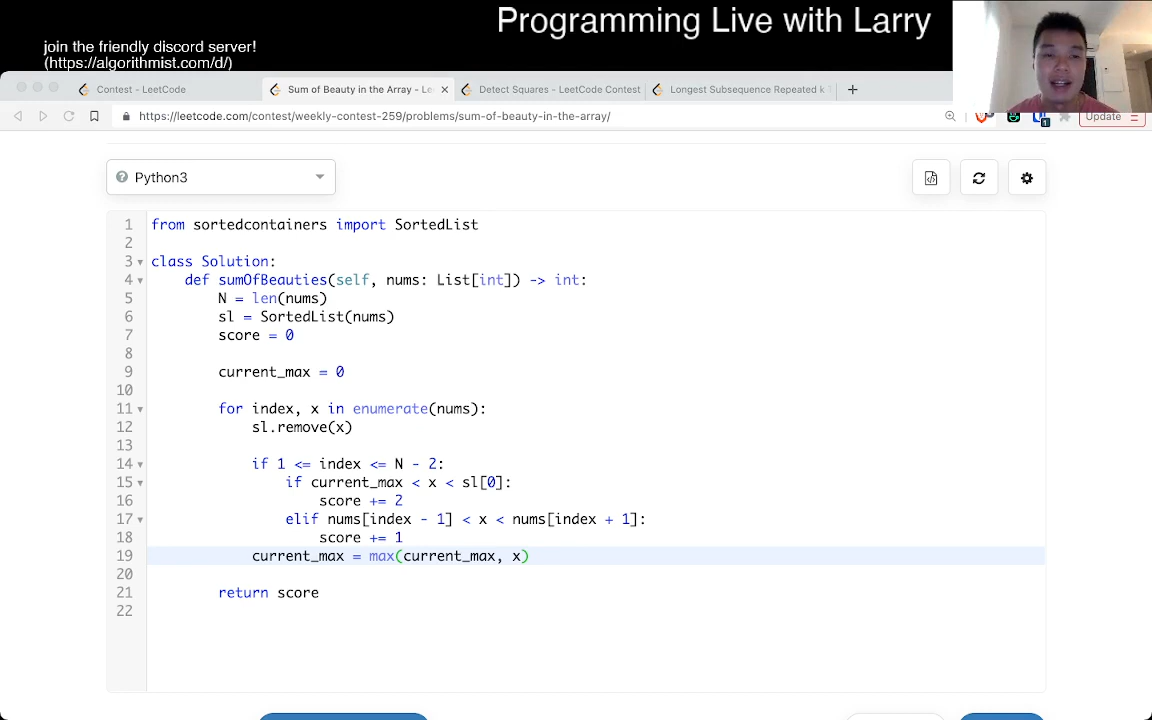 Programming Live with Larry
join the friendly discord server!
(https://algorithmist.com/d/)
Contest - LeetCode
Sum of Beauty in the Array - Le
Detect Squares - LeetCode Contest
Longest Subsequence Repeated k T
https://leetcode.com/contest/weekly-contest-259/problems/sum-of-beauty-in-the-array/
1
Update
Python3
1 from sortedcontainers import SortedList
2
3 class Solution:
4 def sumOfBeauties(self, nums: List[int]) -> int:
5 N = len(nums)
6 sl = SortedList(nums)
7 score = 0
8
9 current_max = 0
10
11 for index, x in enumerate(nums):
12 sl.remove(x)
13
14 if 1 <= index <= N - 2:
15 if current_max < x < sl[0]:
16 score += 2
17 elif nums[index - 1] < x < nums[index + 1]:
18 score += 1
19 current_max = max(current_max, x)
20
21 return score
22